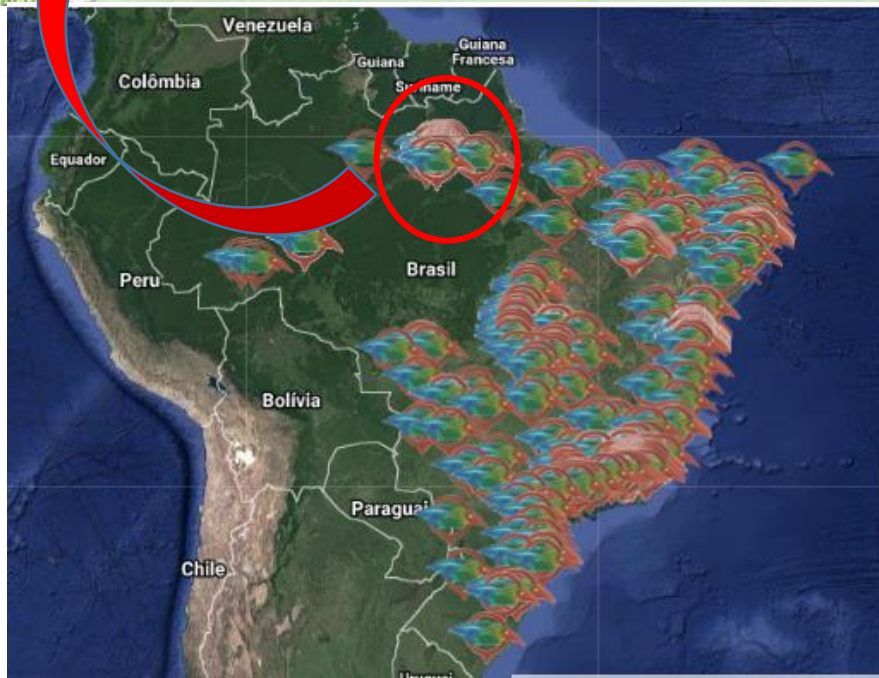 Venezuela
Guiana
Guiana
Francesa
Suriname
Colômbia
Equador
Peru
Brasil
Bolívia
Paraguai
Chile